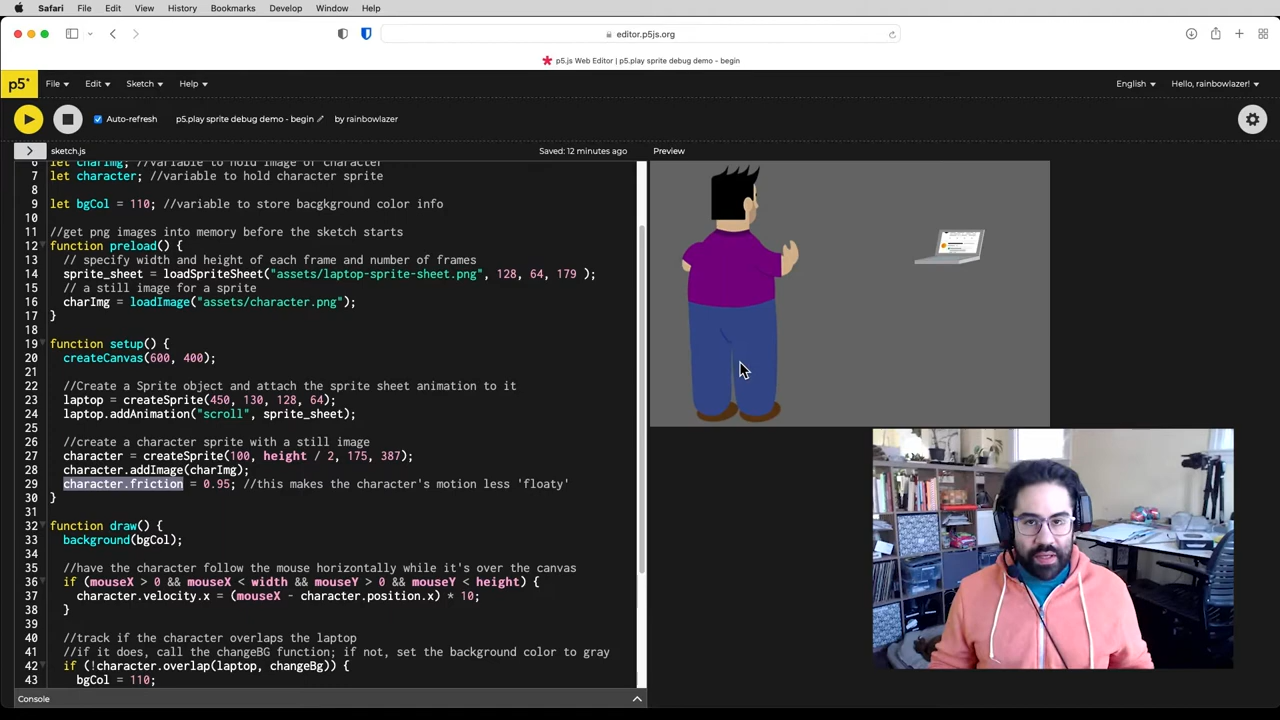 Safari File Edit View History Bookmarks Develop Window Help
editor.p5js.org
p5.js Web Editor | p5.play sprite debug demo - begin
p5* File Edit Sketch Help English Hello, rainbowlazer!
Auto-refresh p5.play sprite debug demo - begin by rainbowlazer
> sketch.js Saved: 12 minutes ago Preview
6 let charImg; //variable to hold image of character
7 let character; //variable to hold character sprite
8
9 let bgCol = 110; //variable to store bacgkground color info
10
11 //get png images into memory before the sketch starts
12 function preload() {
13 // specify width and height of each frame and number of frames
14 sprite_sheet = loadSpriteSheet("assets/laptop-sprite-sheet.png", 128, 64, 179 );
15 // a still image for a sprite
16 charImg = loadImage("assets/character.png");
17 }
18
19 function setup() {
20 createCanvas(600, 400);
21
22 //Create a Sprite object and attach the sprite sheet animation to it
23 laptop = createSprite(450, 130, 128, 64);
24 laptop.addAnimation("scroll", sprite_sheet);
25
26 //create a character sprite with a still image
27 character = createSprite(100, height / 2, 175, 387);
28 character.addImage(charImg);
29 character.friction = 0.95; //this makes the character's motion less 'floaty'
30 }
31
32 function draw() {
33 background(bgCol);
34
35 //have the character follow the mouse horizontally while it's over the canvas
36 if (mouseX > 0 && mouseX < width && mouseY > 0 && mouseY < height) {
37 character.velocity.x = (mouseX - character.position.x) * 10;
38 }
39
40 //track if the character overlaps the laptop
41 //if it does, call the changeBG function; if not, set the background color to gray
42 if (!character.overlap(laptop, changeBG)) {
43 bgCol = 110;
Console